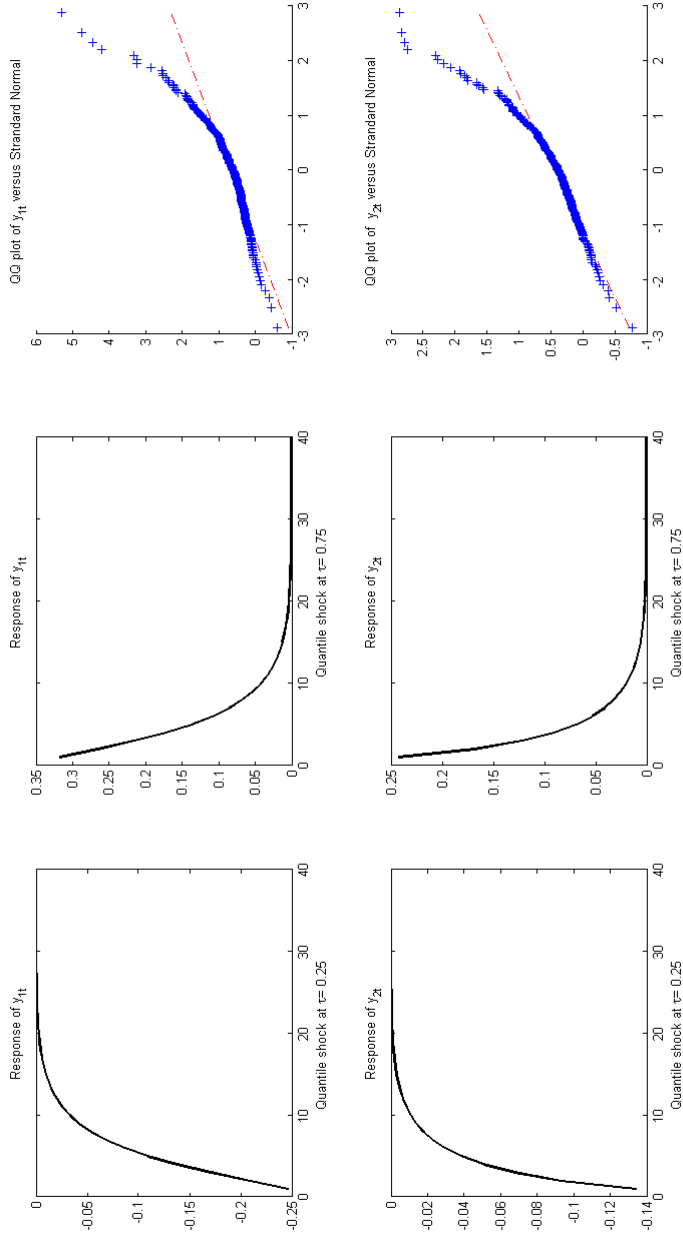 Response of y1t
0
-0.05
-0.1
-0.15
-0.2
-0.25
0 10 20 30 40
Quantile shock at τ= 0.25
Response of y1t
0.35
0.3
0.25
0.2
0.15
0.1
0.05
0
0 10 20 30 40
Quantile shock at τ= 0.75
QQ plot of y1t versus Strandard Normal
6
5
4
3
2
1
0
-1
-3 -2 -1 0 1 2 3
Response of y2t
0
-0.02
-0.04
-0.06
-0.08
-0.1
-0.12
-0.14
0 10 20 30 40
Quantile shock at τ= 0.25
Response of y2t
0.25
0.2
0.15
0.1
0.05
0
0 10 20 30 40
Quantile shock at τ= 0.75
QQ plot of y2t versus Strandard Normal
3
2.5
2
1.5
1
0.5
0
-0.5
-1
-3 -2 -1 0 1 2 3